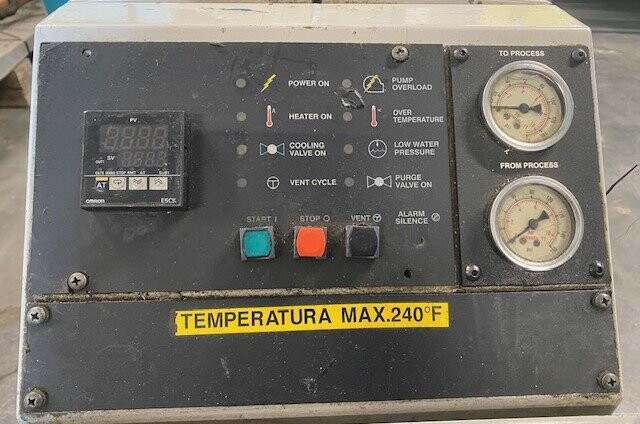 TO PROCESS
POWER ON
PUMP
OVERLOAD
HEATER ON
OVER
TEMPERATURE
PV
SV
COOLING
VALVE ON
LOW WATER
PRESSURE
FROM PROCESS
VENT CYCLE
PURGE
VALVE ON
AT
OMRON
E5CK
START I
STOP O
VENT
ALARM
SILENCE
TEMPERATURA MAX.240°F